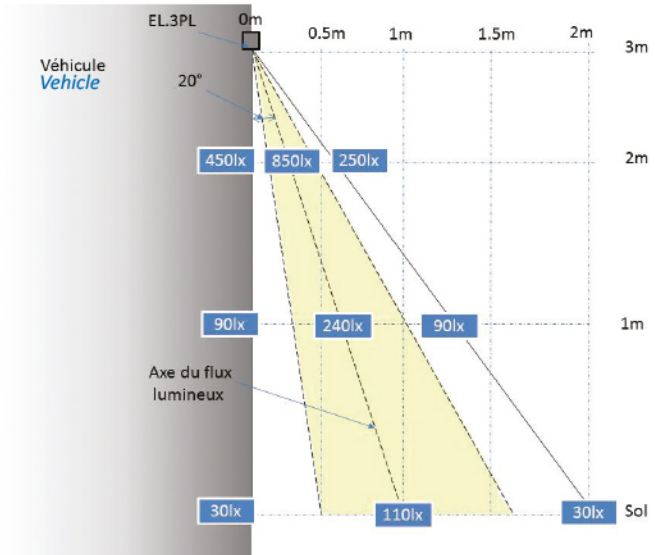 EL.3PL
0m
0.5m
1m
1.5m
2m
3m
Véhicule
Vehicle
20°
450lx
850lx
250lx
2m
90lx
240lx
90lx
1m
Axe du flux
lumineux
30lx
110lx
30lx
Sol